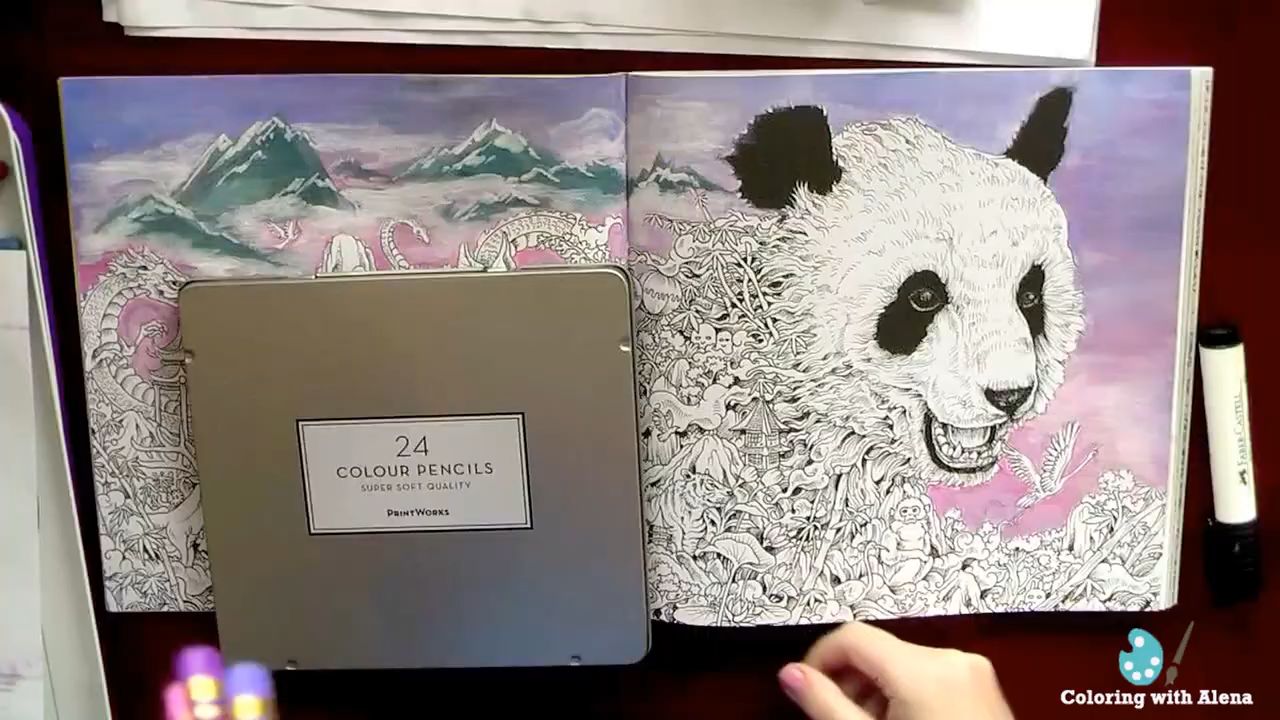 24
COLOUR PENCILS
SUPER SOFT QUALITY
PRINTWORKS
FABER-CASTELL
Coloring with Alena